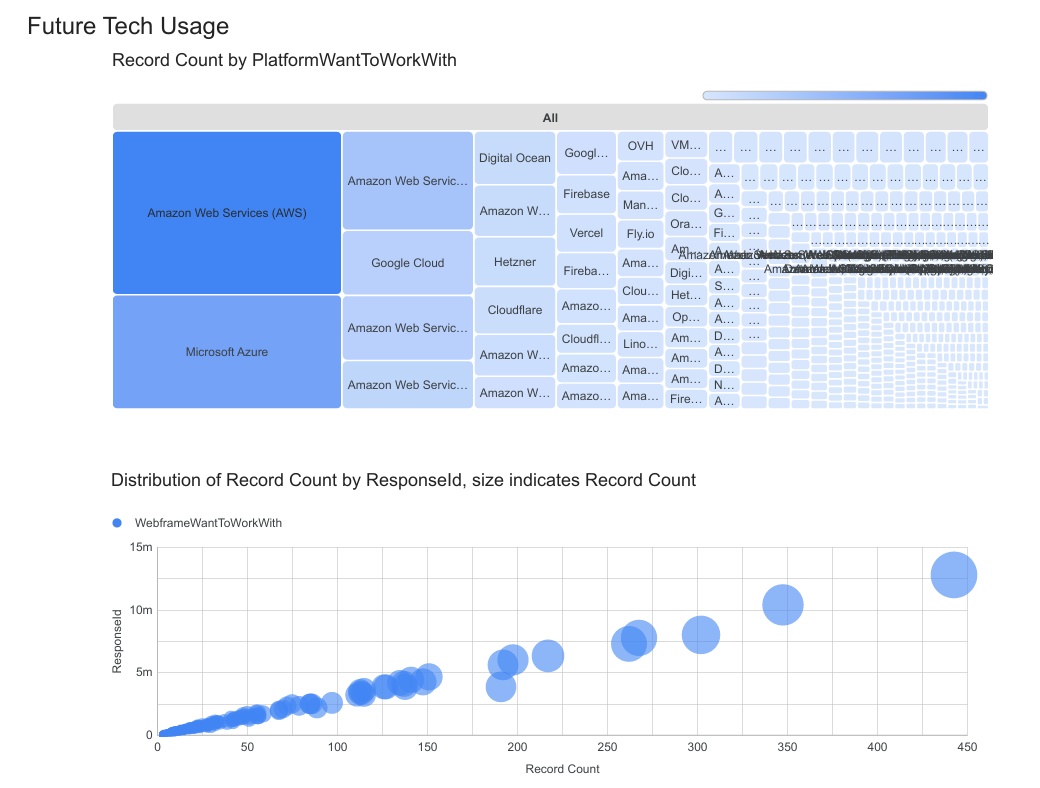 Future Tech Usage
Record Count by PlatformWantToWorkWith
All
Amazon Web Services (AWS)
Microsoft Azure
Amazon Web Servic…
Google Cloud
Amazon Web Servic…
Amazon Web Servic…
Digital Ocean
Amazon W…
Hetzner
Cloudflare
Amazon W…
Amazon W…
Googl…
Firebase
Vercel
Fireba…
Amazo…
Cloudfl…
Amazo…
Amazo…
OVH
Ama…
Man…
Fly.io
Ama…
Clou…
Ama…
Lino…
Ama…
Ama…
VM…
Clo…
Clo…
Ora…
Am…
Digi…
Het…
Op…
Am…
Am…
Am…
Fire…
A…
A…
G…
Fi…
A…
A…
S…
A…
A…
D…
A…
D…
N…
A…
Distribution of Record Count by ResponseId, size indicates Record Count
WebframeWantToWorkWith
15m
10m
5m
0
ResponseId
0 50 100 150 200 250 300 350 400 450
Record Count